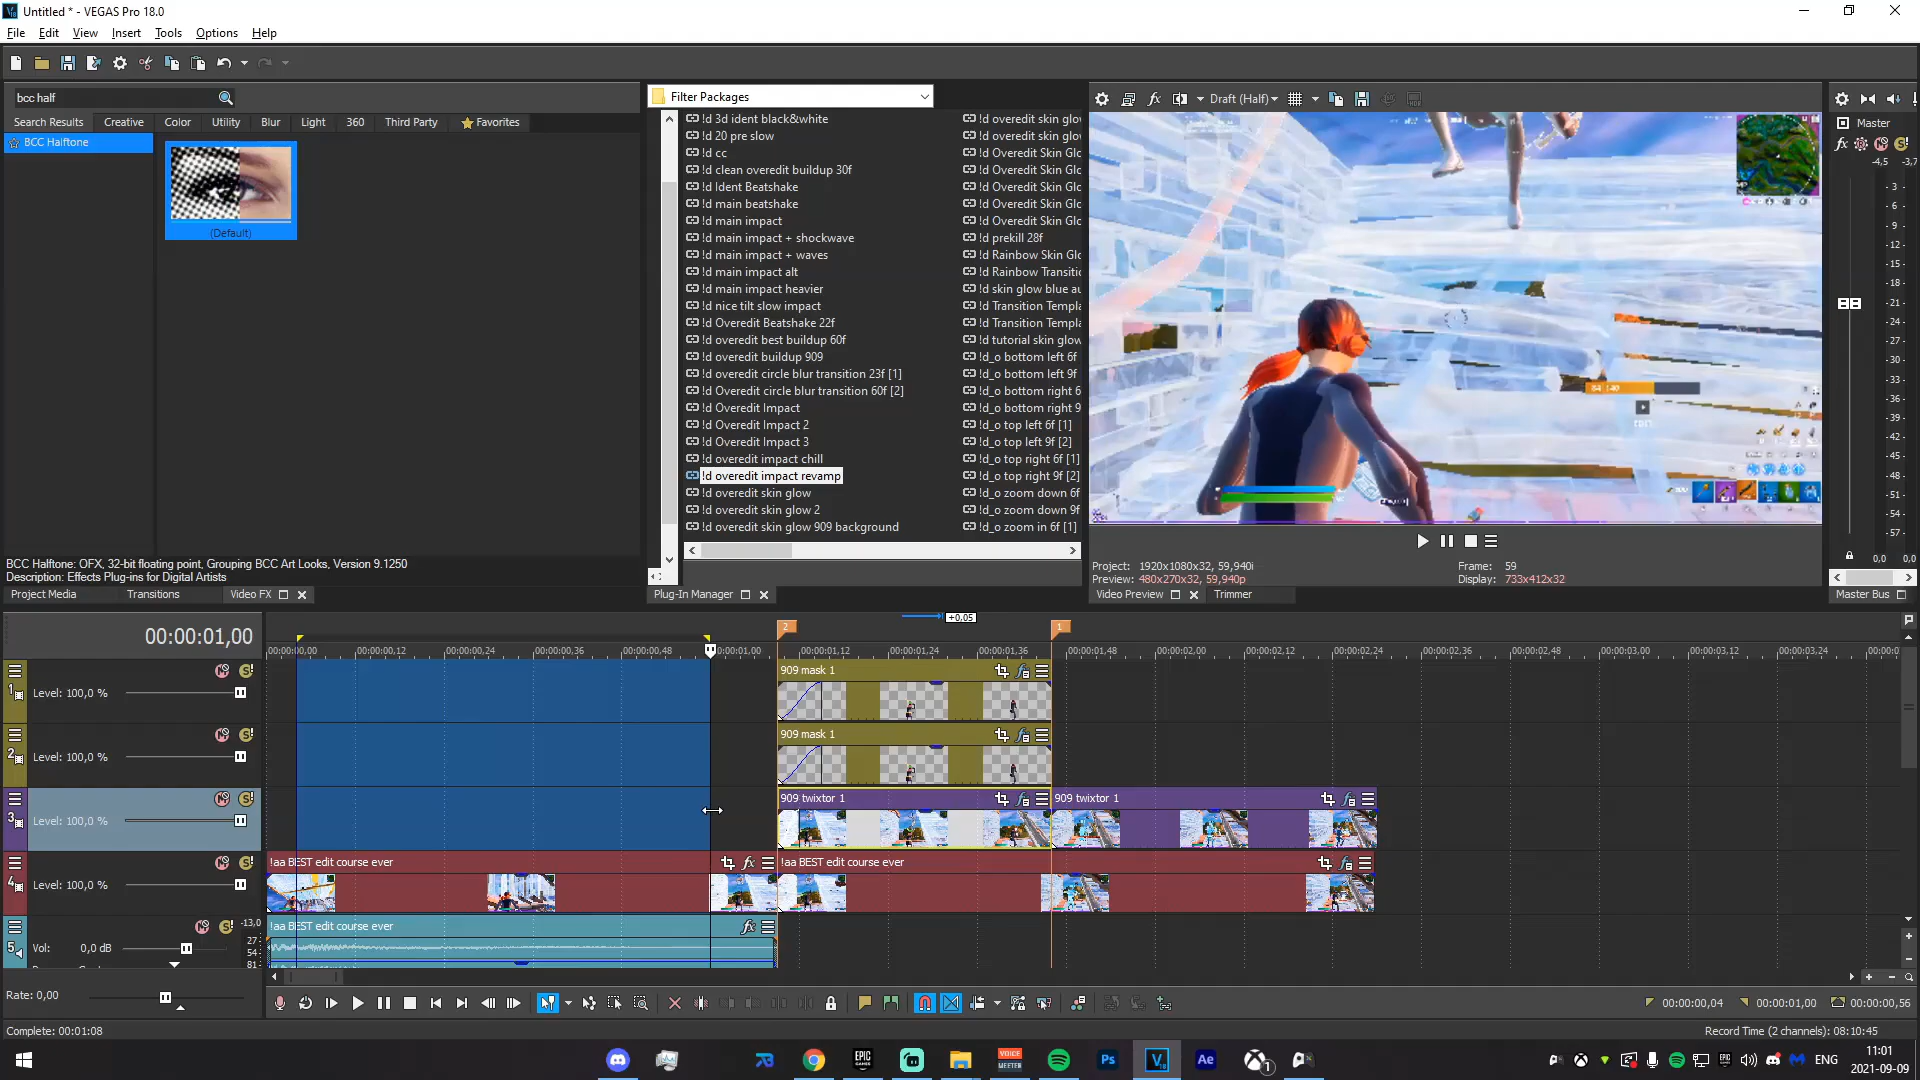 Untitled * - VEGAS Pro 18.0
File Edit View Insert Tools Options Help
bcc half
Search Results Creative Color Utility Blur Light 360 Third Party Favorites
BCC Halftone
(Default)
BCC Halftone: OFX, 32-bit floating point, Grouping BCC Art Looks, Version 9.1250
Description: Effects Plug-ins for Digital Artists
Project Media Transitions Video FX
Filter Packages
!d 3d ident black&white
!d 20 pre slow
!d cc
!d clean overedit buildup 30f
!d Ident Beatshake
!d main beatshake
!d main impact
!d main impact + shockwave
!d main impact + waves
!d main impact alt
!d main impact heavier
!d nice tilt slow impact
!d Overedit Beatshake 22f
!d overedit best buildup 60f
!d overedit buildup 909
!d overedit circle blur transition 23f [1]
!d Overedit circle blur transition 60f [2]
!d Overedit Impact
!d Overedit Impact 2
!d Overedit Impact 3
!d overedit impact chill
!d overedit impact revamp
!d overedit skin glow
!d overedit skin glow 2
!d overedit skin glow 909 background
!d overedit skin glov
!d overedit skin glov
!d Overedit Skin Glc
!d Overedit Skin Glc
!d Overedit Skin Glc
!d Overedit Skin Glc
!d Overedit Skin Glc
!d prekill 28f
!d Rainbow Skin Glc
!d Rainbow Transitic
!d skin glow blue au
!d Transition Templa
!d Transition Templa
!d tutorial skin glow
!d_o bottom left 6f
!d_o bottom left 9f
!d_o bottom right 6
!d_o bottom right 9
!d_o top left 6f [1]
!d_o top left 9f [2]
!d_o top right 6f [1]
!d_o top right 9f [2]
!d_o zoom down 6f
!d_o zoom down 9f
!d_o zoom in 6f [1]
Plug-In Manager
Draft (Half)
Project: 1920x1080x32, 59,940i
Preview: 480x270x32, 59,940p
Frame: 59
Display: 733x412x32
Video Preview Trimmer
Master
fx
-4,5 -3,7
3
6
9
12
15
18
21
24
27
30
33
36
39
42
45
48
51
54
57
0,0 0,0
Master Bus
00:00:01,00
+0,05
2 1
00:00:00,00 00:00:00,12 00:00:00,24 00:00:00,36 00:00:00,48 00:00:01,00 00:00:01,12 00:00:01,24 00:00:01,36 00:00:01,48 00:00:02,00 00:00:02,12 00:00:02,24 00:00:02,36 00:00:02,48 00:00:03,00 00:00:03,12 00:00:03,24 00:00:0
1 Level: 100,0 % 909 mask 1
2 Level: 100,0 % 909 mask 1
3 Level: 100,0 % 909 twixtor 1 909 twixtor 1
4 Level: 100,0 % !aa BEST edit course ever !aa BEST edit course ever
5 Vol: 0,0 dB !aa BEST edit course ever
-13,0
27
54
81
Rate: 0,00
00:00:00,04 00:00:01,00 00:00:00,56
Complete: 00:01:08
Record Time (2 channels): 08:10:45
VOICE MEETER
EPIC GAMES
Ps
V
Ae
1
ENG
11:01
2021-09-09